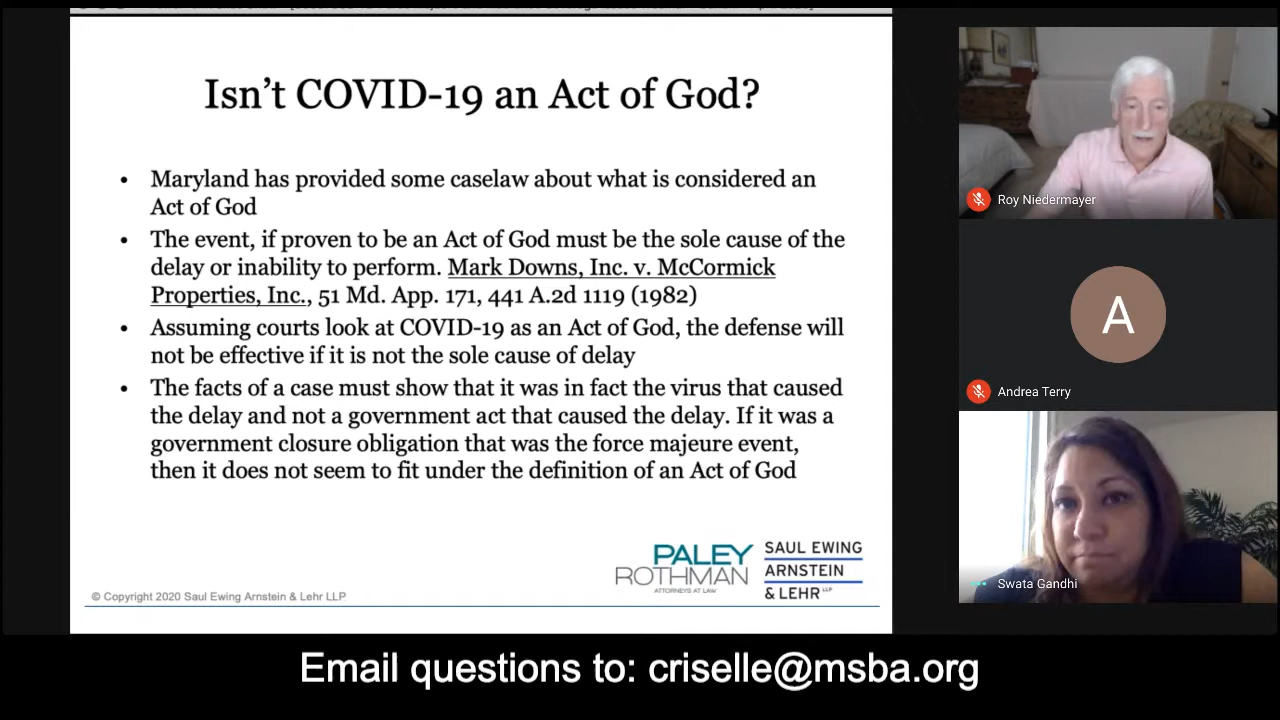 Isn’t COVID-19 an Act of God?
• Maryland has provided some caselaw about what is considered an
Act of God
• The event, if proven to be an Act of God must be the sole cause of the
delay or inability to perform. Mark Downs, Inc. v. McCormick
Properties, Inc., 51 Md. App. 171, 441 A.2d 1119 (1982)
• Assuming courts look at COVID-19 as an Act of God, the defense will
not be effective if it is not the sole cause of delay
• The facts of a case must show that it was in fact the virus that caused
the delay and not a government act that caused the delay. If it was a
government closure obligation that was the force majeure event,
then it does not seem to fit under the definition of an Act of God
PALEY
ROTHMAN
ATTORNEYS AT LAW
SAUL EWING
ARNSTEIN
& LEHR LLP
© Copyright 2020 Saul Ewing Arnstein & Lehr LLP
Roy Niedermayer
A
Andrea Terry
Swata Gandhi
Email questions to: criselle@msba.org